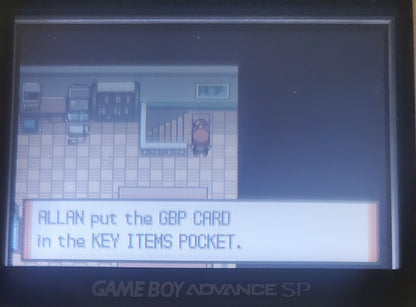 ALLAN put the GBP CARD
in the KEY ITEMS POCKET.
GAME BOY ADVANCE SP